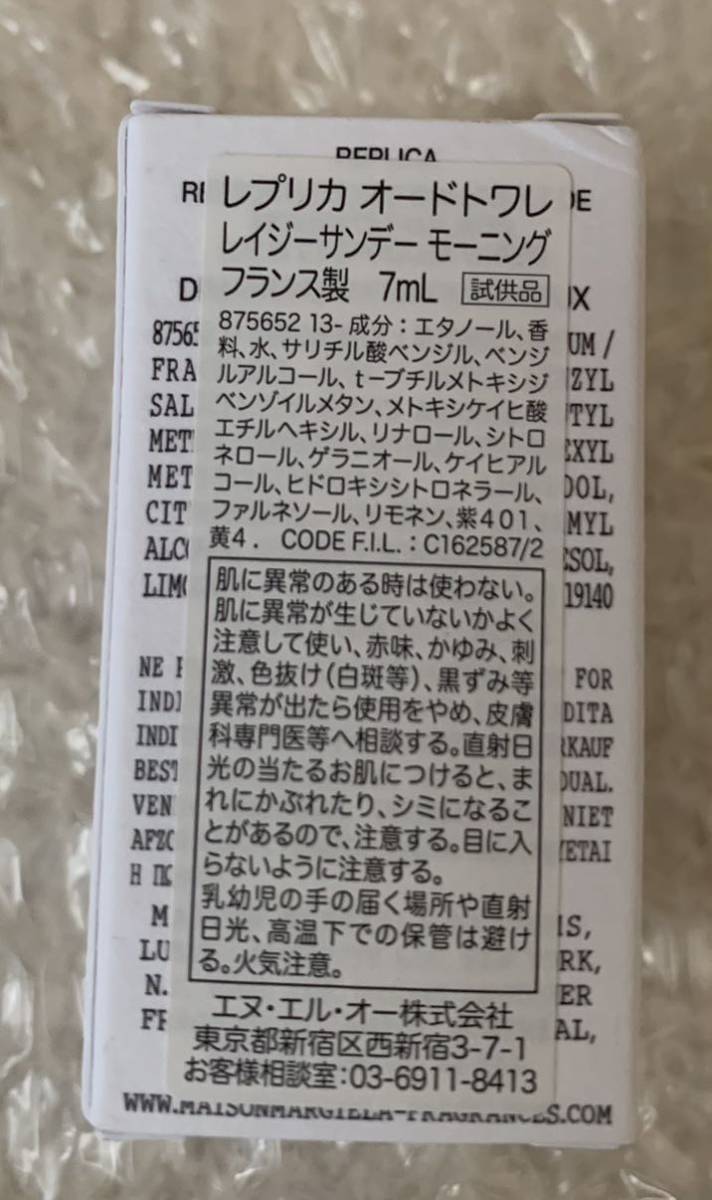 REPLICA
レプリカ オードトワレ
レイジーサンデー モーニング
フランス製 7mL 試供品
875652 13- 成分：エタノール、香
料、水、サリチル酸ベンジル、ベンジ
ルアルコール、t－ブチルメトキシジ
ベンゾイルメタン、メトキシケイヒ酸
エチルヘキシル、リナロール、シトロ
ネロール、ゲラニオール、ケイヒアル
コール、ヒドロキシシトロネラール、
ファルネソール、リモネン、紫401、
黄4． CODE F.I.L.：C162587/2
肌に異常のある時は使わない。
肌に異常が生じていないかよく
注意して使い、赤味、かゆみ、刺
激、色抜け（白斑等）、黒ずみ等
異常が出たら使用をやめ、皮膚
科専門医等へ相談する。直射日
光の当たるお肌につけると、ま
れにかぶれたり、シミになるこ
とがあるので、注意する。目に入
らないように注意する。
乳幼児の手の届く場所や直射
日光、高温下での保管は避け
る。火気注意。
エヌ・エル・オー株式会社
東京都新宿区西新宿3-7-1
お客様相談室：03-6911-8413
WWW.MAISONMARGIELA-FRAGRANCES.COM